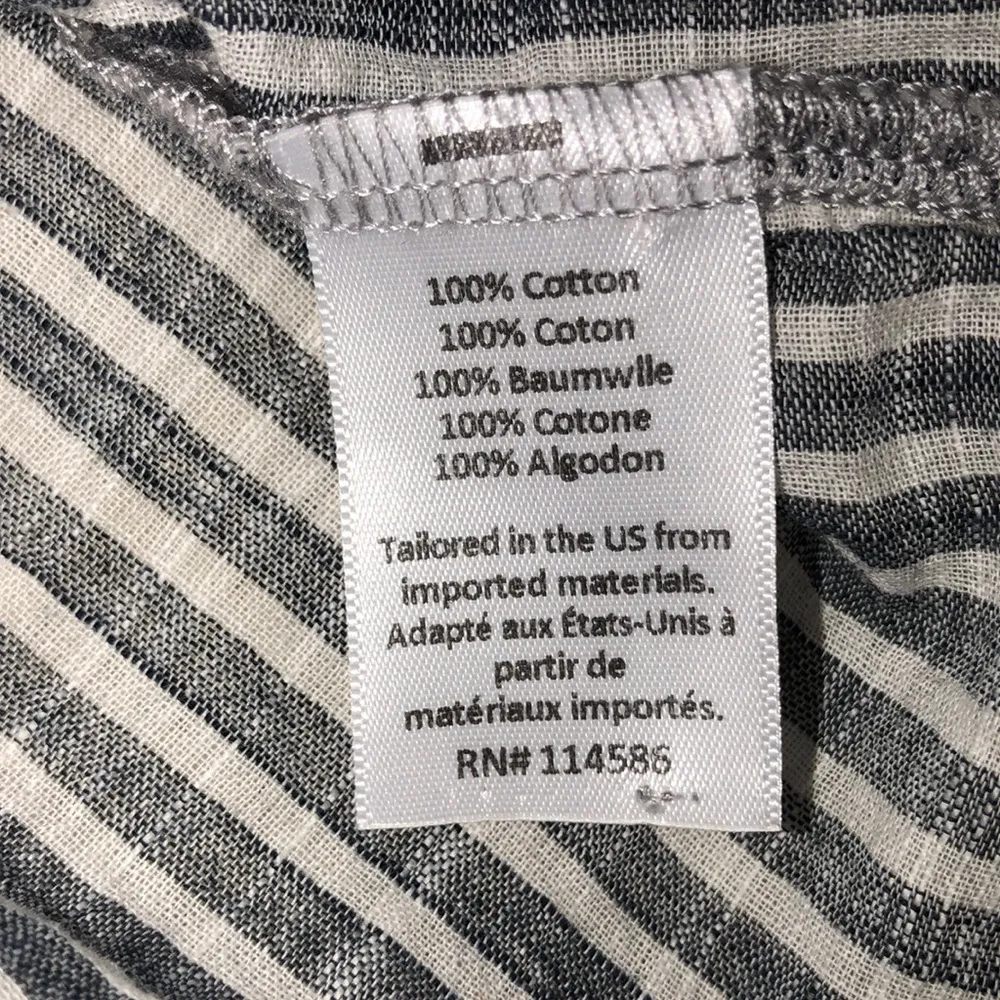 100% Cotton
100% Coton
100% Baumwlle
100% Cotone
100% Algodon
Tailored in the US from
imported materials.
Adapté aux États-Unis à
partir de
matériaux importés.
RN# 114586